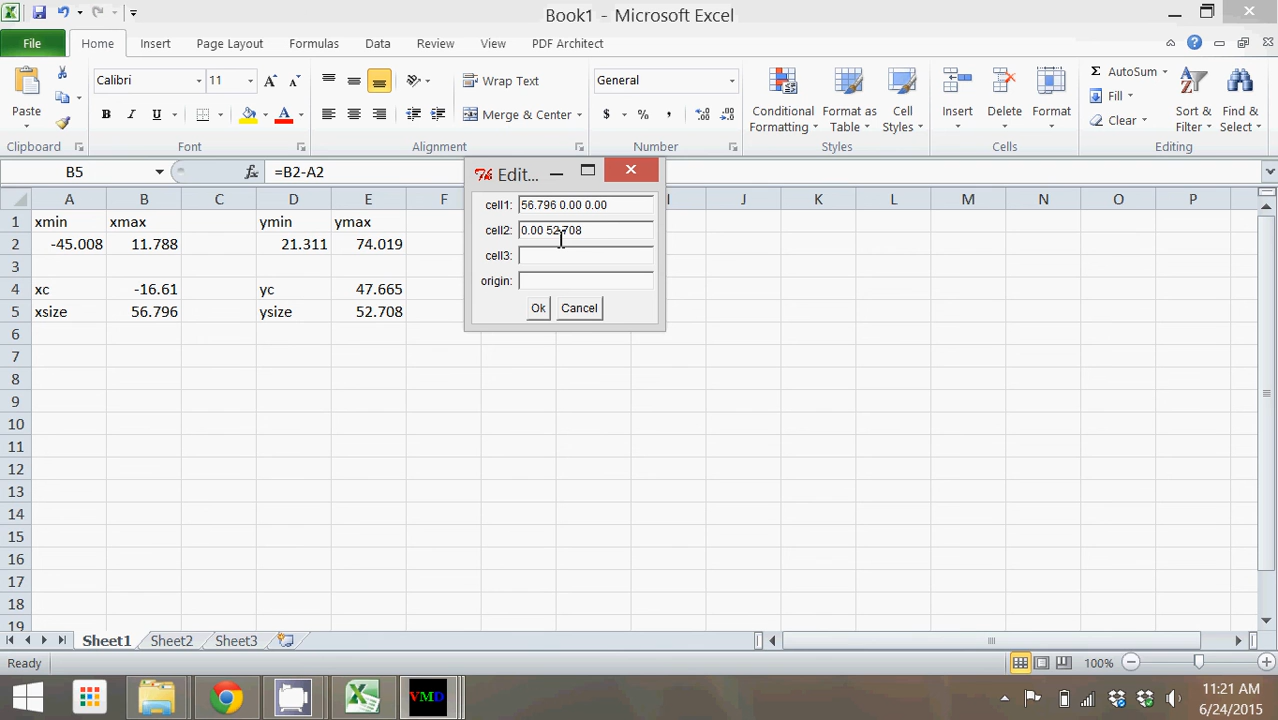 Book1 - Microsoft Excel
File Home Insert Page Layout Formulas Data Review View PDF Architect
Paste
Calibri 11
B I U A
Wrap Text
Merge & Center
General
$ % ,
Conditional Formatting
Format as Table
Cell Styles
Insert Delete Format
Σ AutoSum
Fill
Clear
Sort & Filter
Find & Select
Clipboard Font Alignment Number Styles Cells Editing
B5 fx =B2-A2
A B C D E F I J K L M N O P
1 xmin xmax ymin ymax
2 -45.008 11.788 21.311 74.019
3
4 xc -16.61 yc 47.665
5 xsize 56.796 ysize 52.708
6
7
8
9
10
11
12
13
14
15
16
17
18
19
Edit...
cell1: 56.796 0.00 0.00
cell2: 0.00 52.708
cell3:
origin:
Ok Cancel
Sheet1 Sheet2 Sheet3
Ready 100%
VMD
11:21 AM
6/24/2015